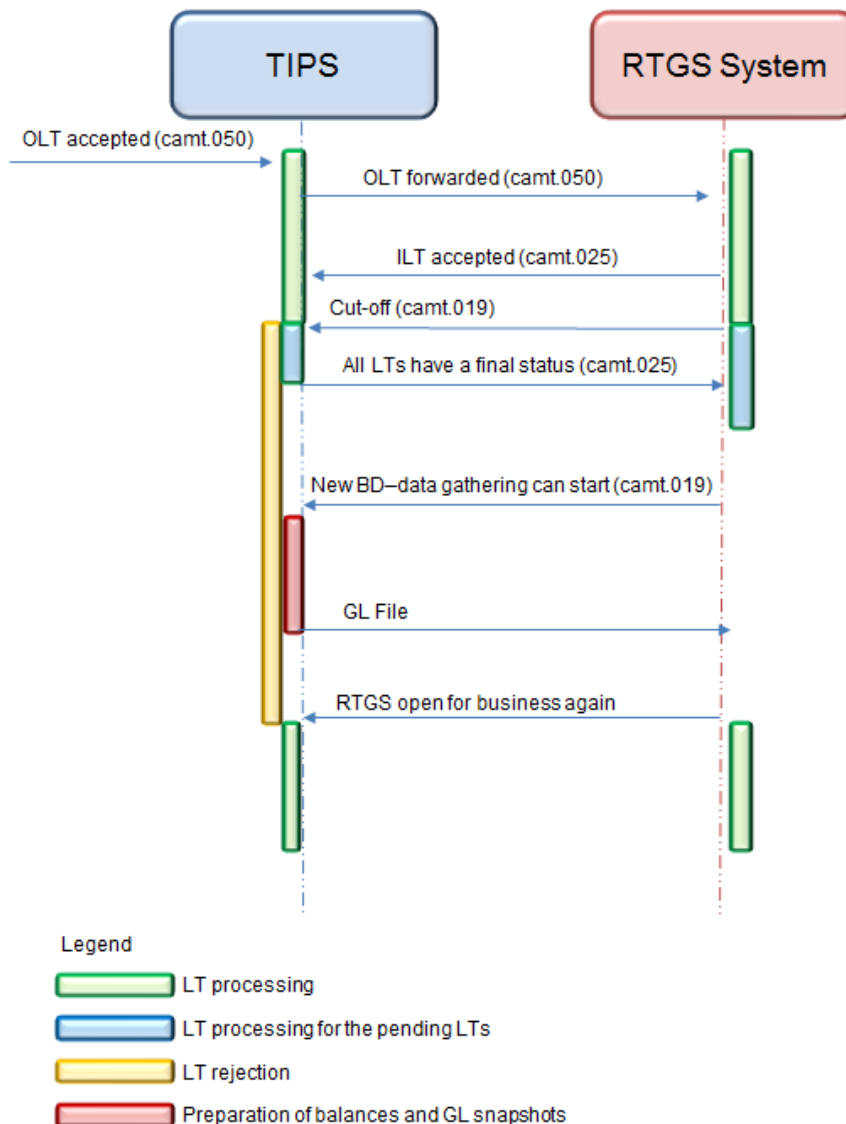 TIPS
RTGS System
OLT accepted (camt.050)
OLT forwarded (camt.050)
ILT accepted (camt.025)
Cut-off (camt.019)
All LTs have a final status (camt.025)
New BD–data gathering can start (camt.019)
GL File
RTGS open for business again
Legend
LT processing
LT processing for the pending LTs
LT rejection
Preparation of balances and GL snapshots